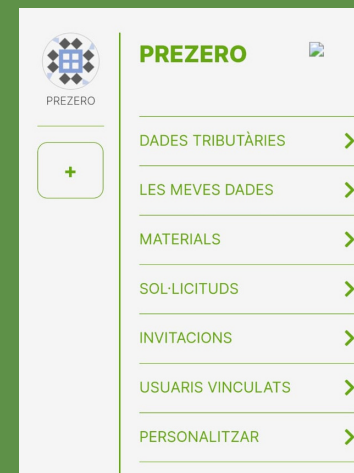 PREZERO
+
PREZERO
DADES TRIBUTÀRIES
LES MEVES DADES
MATERIALS
SOL·LICITUDS
INVITACIONS
USUARIS VINCULATS
PERSONALITZAR